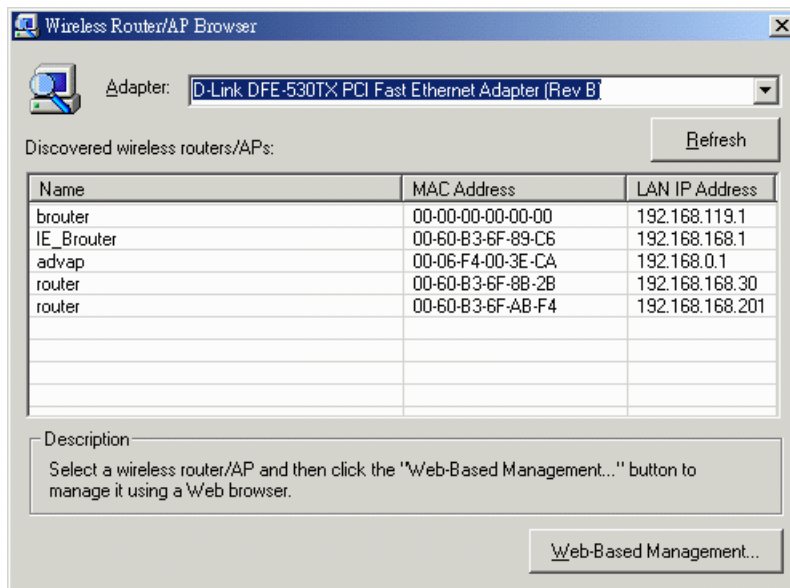 Wireless Router/AP Browser
Adapter: D-Link DFE-530TX PCI Fast Ethernet Adapter (Rev B)
Refresh
Discovered wireless routers/APs:
Name MAC Address LAN IP Address
brouter 00-00-00-00-00-00 192.168.119.1
IE_Brouter 00-60-B3-6F-89-C6 192.168.168.1
advap 00-06-F4-00-3E-CA 192.168.0.1
router 00-60-B3-6F-8B-2B 192.168.168.30
router 00-60-B3-6F-AB-F4 192.168.168.201
Description
Select a wireless router/AP and then click the "Web-Based Management..." button to
manage it using a Web browser.
Web-Based Management...